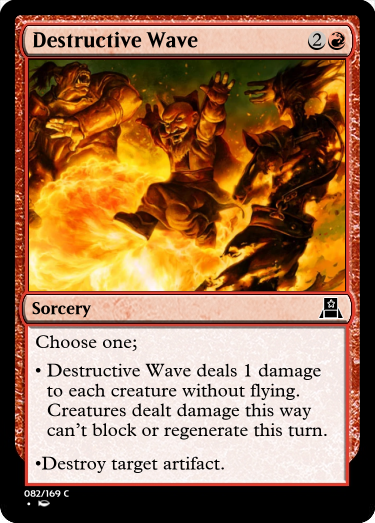 Destructive Wave 2
Sorcery
Choose one;
• Destructive Wave deals 1 damage
to each creature without flying.
Creatures dealt damage this way
can't block or regenerate this turn.
•Destroy target artifact.
082/169 C
•